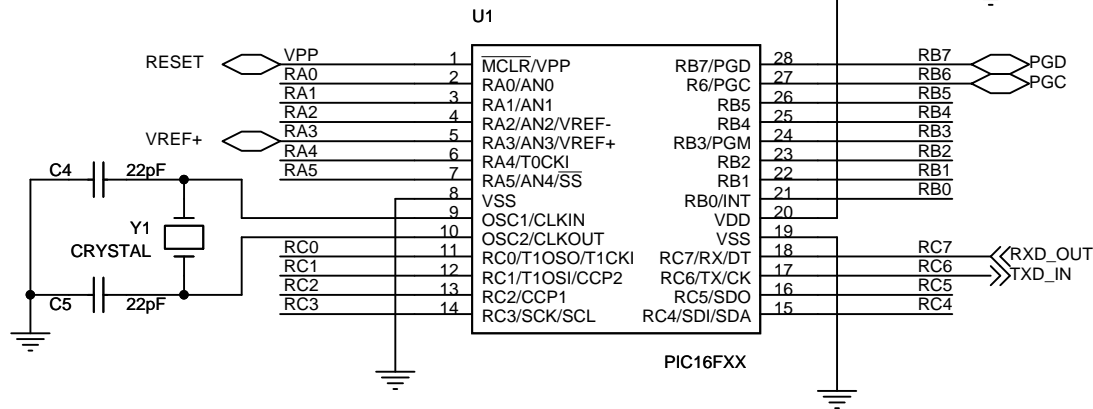 U1
RESET VPP 1 MCLR/VPP RB7/PGD 28 RB7 PGD
RA0 2 RA0/AN0 R6/PGC 27 RB6 PGC
RA1 3 RA1/AN1 RB5 26 RB5
RA2 4 RA2/AN2/VREF- RB4 25 RB4
VREF+ RA3 5 RA3/AN3/VREF+ RB3/PGM 24 RB3
RA4 6 RA4/T0CKI RB2 23 RB2
C4 22pF RA5 7 RA5/AN4/SS RB1 22 RB1
8 VSS RB0/INT 21 RB0
9 OSC1/CLKIN VDD 20
Y1 10 OSC2/CLKOUT VSS 19
CRYSTAL RC0 11 RC0/T1OSO/T1CKI RC7/RX/DT 18 RC7 RXD_OUT
RC1 12 RC1/T1OSI/CCP2 RC6/TX/CK 17 RC6 TXD_IN
RC2 13 RC2/CCP1 RC5/SDO 16 RC5
C5 22pF RC3 14 RC3/SCK/SCL RC4/SDI/SDA 15 RC4
PIC16FXX